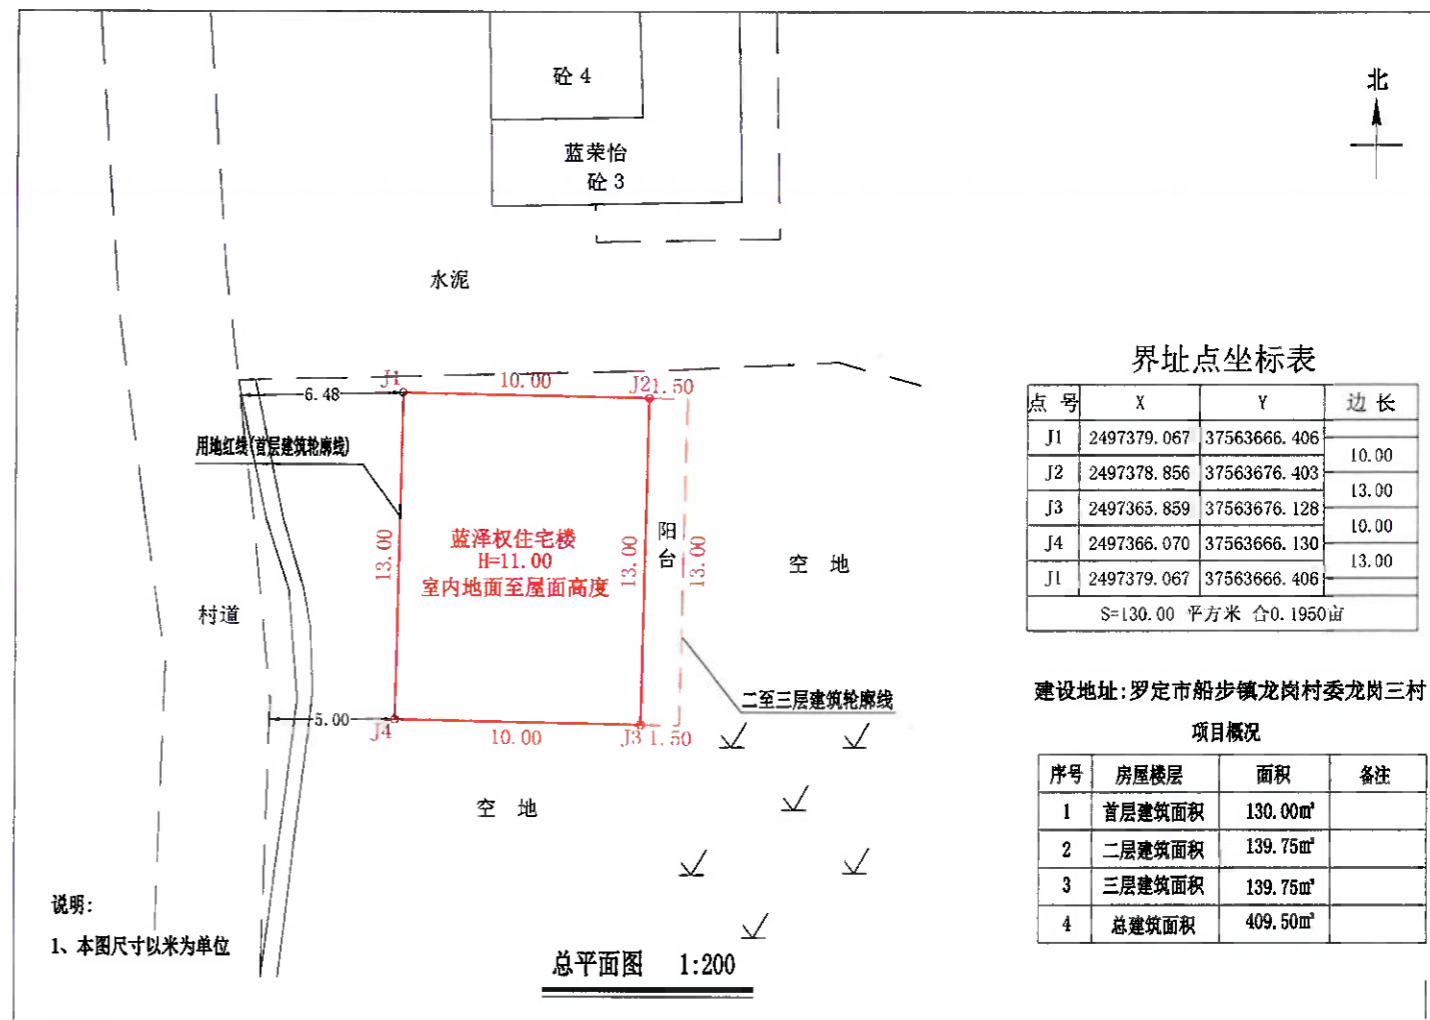 砼 4
蓝荣怡
砼 3
北
水泥
J1
10.00
J2
1.50
6.48
用地红线(首层建筑轮廓线)
13.00
蓝泽权住宅楼
H=11.00
室内地面至屋面高度
13.00
阳台
13.00
空 地
村道
二至三层建筑轮廓线
5.00
J4
10.00
J3
1.50
空 地
说明:
1、本图尺寸以米为单位
总平面图 1:200
界址点坐标表
点 号 X Y 边 长
J1 2497379.067 37563666.406
10.00
J2 2497378.856 37563676.403
13.00
J3 2497365.859 37563676.128
10.00
J4 2497366.070 37563666.130
13.00
J1 2497379.067 37563666.406
S=130.00 平方米 合0.1950亩
建设地址:罗定市船步镇龙岗村委龙岗三村
项目概况
序号 房屋楼层 面积 备注
1 首层建筑面积 130.00m²
2 二层建筑面积 139.75m²
3 三层建筑面积 139.75m²
4 总建筑面积 409.50m²